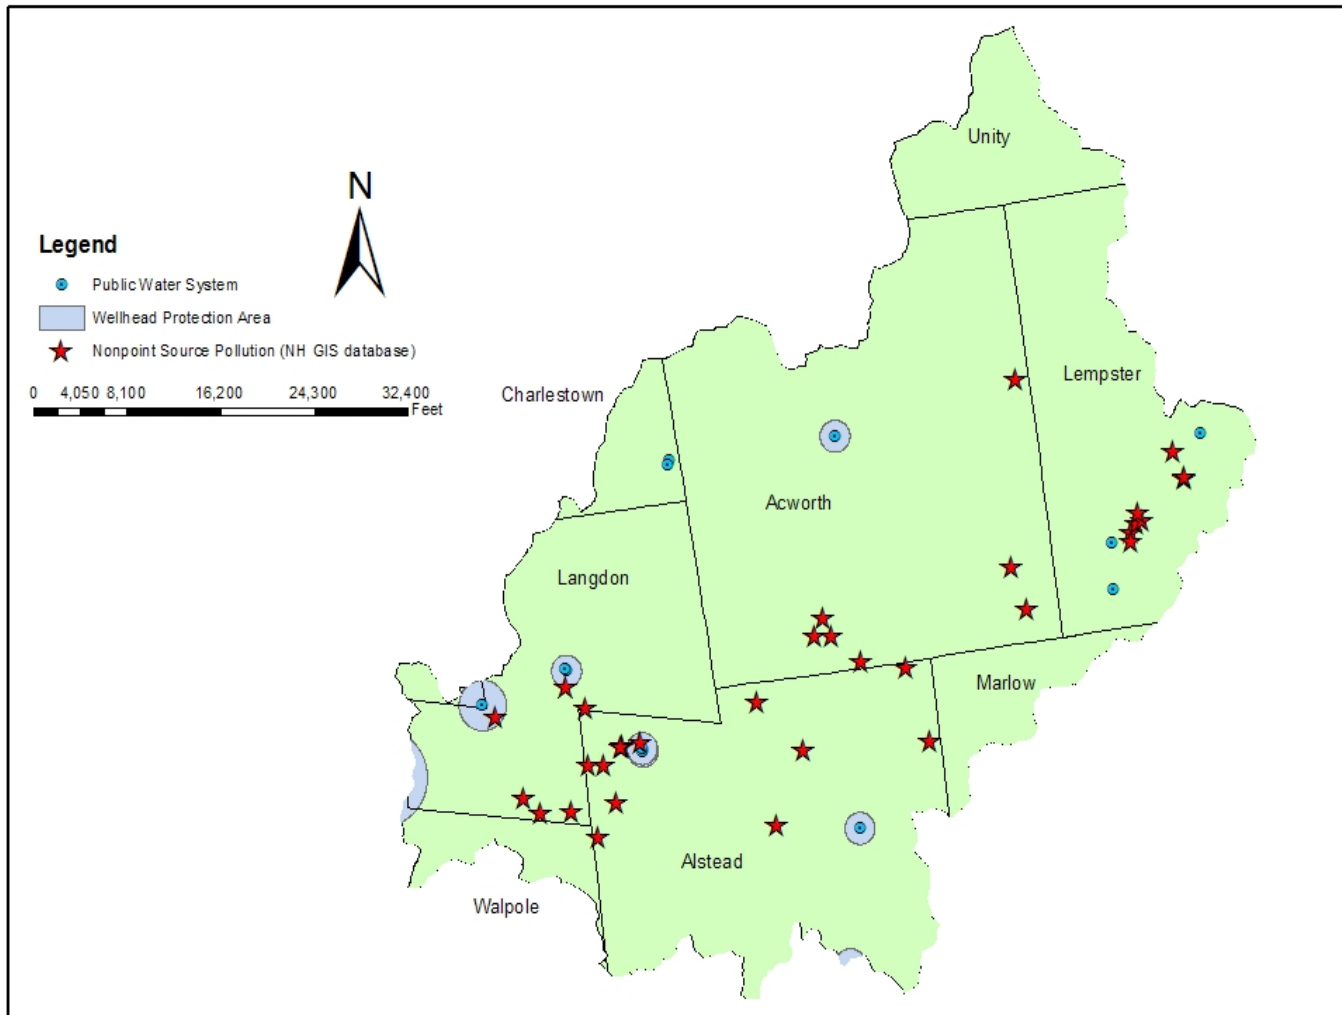 Unity
N
Legend
Public Water System
Wellhead Protection Area
Nonpoint Source Pollution (NH GIS database)
0 4,050 8,100 16,200 24,300 32,400
Feet
Charlestown
Lempster
Acworth
Langdon
Marlow
Alstead
Walpole